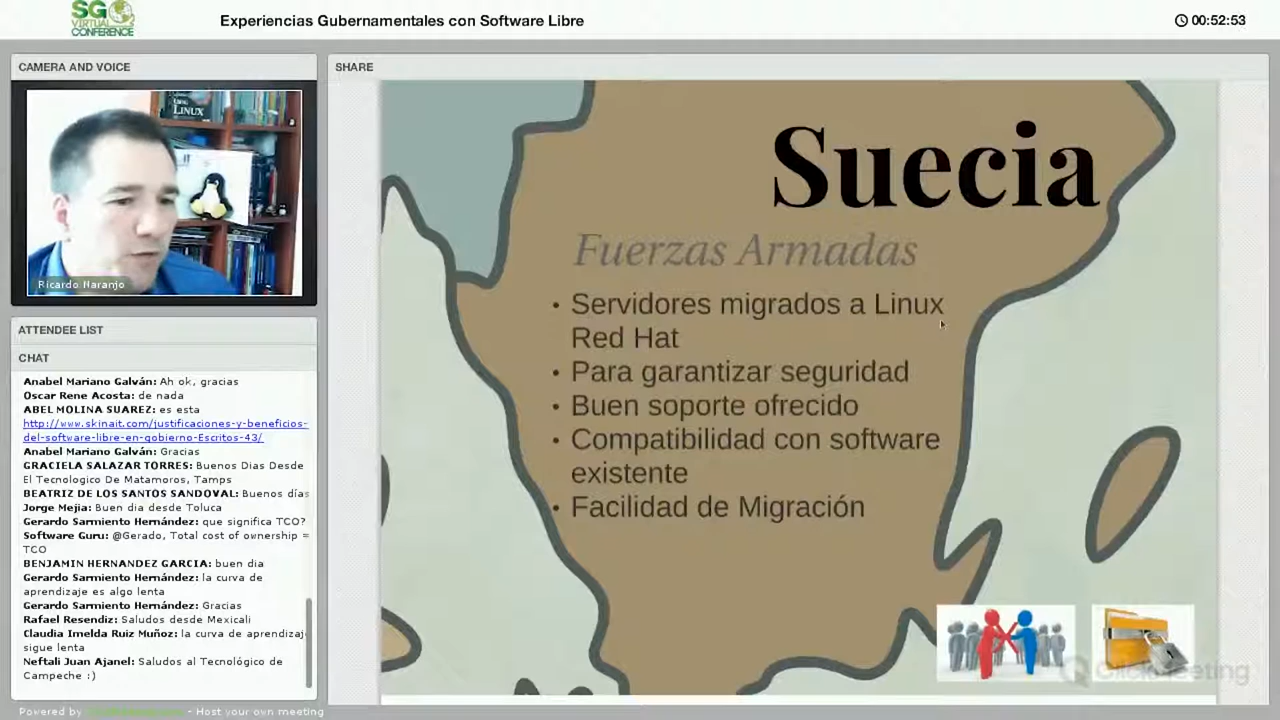 SG
VIRTUAL
CONFERENCE
Experiencias Gubernamentales con Software Libre
00:52:53
CAMERA AND VOICE
LINUX
Ricardo Naranjo
ATTENDEE LIST
CHAT
Anabel Mariano Galván: Ah ok, gracias
Oscar Rene Acosta: de nada
ABEL MOLINA SUAREZ: es esta
http://www.skinait.com/justificaciones-y-beneficios-
del-software-libre-en-gobierno-Escritos-43/
Anabel Mariano Galván: Gracias
GRACIELA SALAZAR TORRES: Buenos Dias Desde
El Tecnologico De Matamoros, Tamps
BEATRIZ DE LOS SANTOS SANDOVAL: Buenos días
Jorge Mejia: Buen dia desde Toluca
Gerardo Sarmiento Hernández: que significa TCO?
Software Guru: @Gerado, Total cost of ownership =
TCO
BENJAMIN HERNANDEZ GARCIA: buen dia
Gerardo Sarmiento Hernández: la curva de
aprendizaje es algo lenta
Gerardo Sarmiento Hernández: Gracias
Rafael Resendiz: Saludos desde Mexicali
Claudia Imelda Ruiz Muñoz: la curva de aprendizaj
sigue lenta
Neftali Juan Ajanel: Saludos al Tecnológico de
Campeche :)
Powered by - Host your own meeting
SHARE
Suecia
Fuerzas Armadas
• Servidores migrados a Linux
Red Hat
• Para garantizar seguridad
• Buen soporte ofrecido
• Compatibilidad con software
existente
• Facilidad de Migración
ClickMeeting